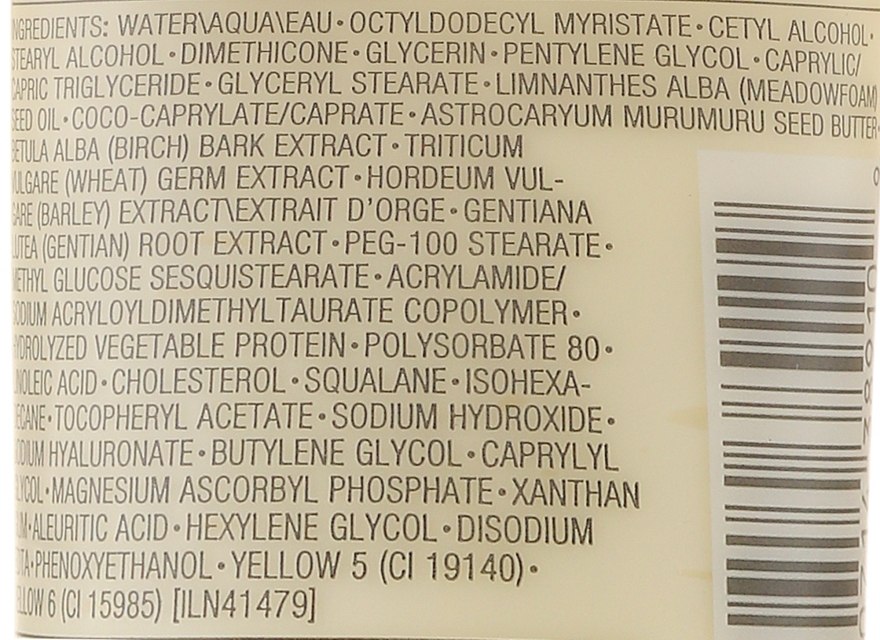 NGREDIENTS: WATER\AQUA\EAU • OCTYLDODECYL MYRISTATE • CETYL ALCOHOL •
STEARYL ALCOHOL • DIMETHICONE • GLYCERIN • PENTYLENE GLYCOL • CAPRYLIC/
CAPRIC TRIGLYCERIDE • GLYCERYL STEARATE • LIMNANTHES ALBA (MEADOWFOAM)
SEED OIL • COCO-CAPRYLATE/CAPRATE • ASTROCARYUM MURUMURU SEED BUTTER •
BETULA ALBA (BIRCH) BARK EXTRACT • TRITICUM
VULGARE (WHEAT) GERM EXTRACT • HORDEUM VUL-
GARE (BARLEY) EXTRACT\EXTRAIT D'ORGE • GENTIANA
LUTEA (GENTIAN) ROOT EXTRACT • PEG-100 STEARATE •
METHYL GLUCOSE SESQUISTEARATE • ACRYLAMIDE/
SODIUM ACRYLOYLDIMETHYLTAURATE COPOLYMER •
HYDROLYZED VEGETABLE PROTEIN • POLYSORBATE 80 •
LINOLEIC ACID • CHOLESTEROL • SQUALANE • ISOHEXA-
DECANE • TOCOPHERYL ACETATE • SODIUM HYDROXIDE •
SODIUM HYALURONATE • BUTYLENE GLYCOL • CAPRYLYL
GLYCOL • MAGNESIUM ASCORBYL PHOSPHATE • XANTHAN
UM • ALEURITIC ACID • HEXYLENE GLYCOL • DISODIUM
DTA • PHENOXYETHANOL • YELLOW 5 (CI 19140) •
ELLOW 6 (CI 15985) [ILN41479]